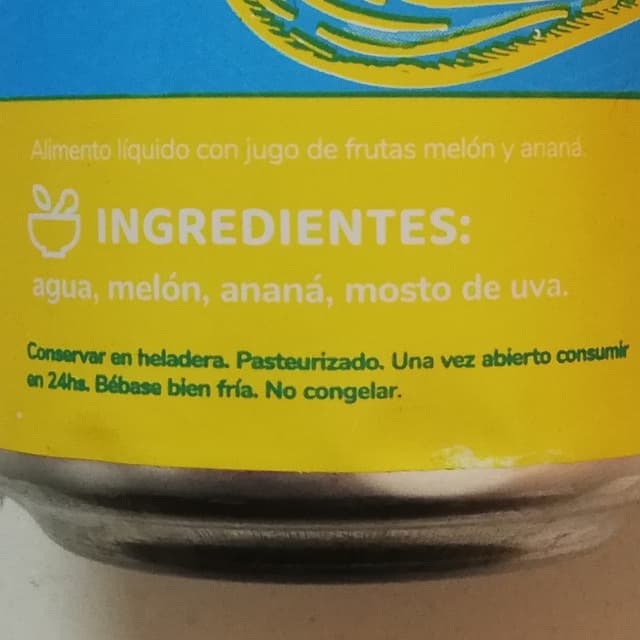 Alimento líquido con jugo de frutas melón y ananá.
INGREDIENTES:
agua, melón, ananá, mosto de uva.
Conservar en heladera. Pasteurizado. Una vez abierto consumir
en 24hs. Bébase bien fría. No congelar.